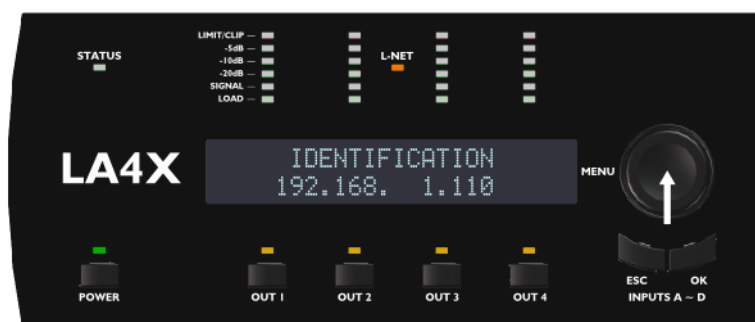 LIMIT/CLIP
-5dB
-10dB
-20dB
SIGNAL
LOAD
STATUS
L-NET
LA4X
IDENTIFICATION
192.168.  1.110
MENU
POWER
OUT 1
OUT 2
OUT 3
OUT 4
ESC OK
INPUTS A ~ D